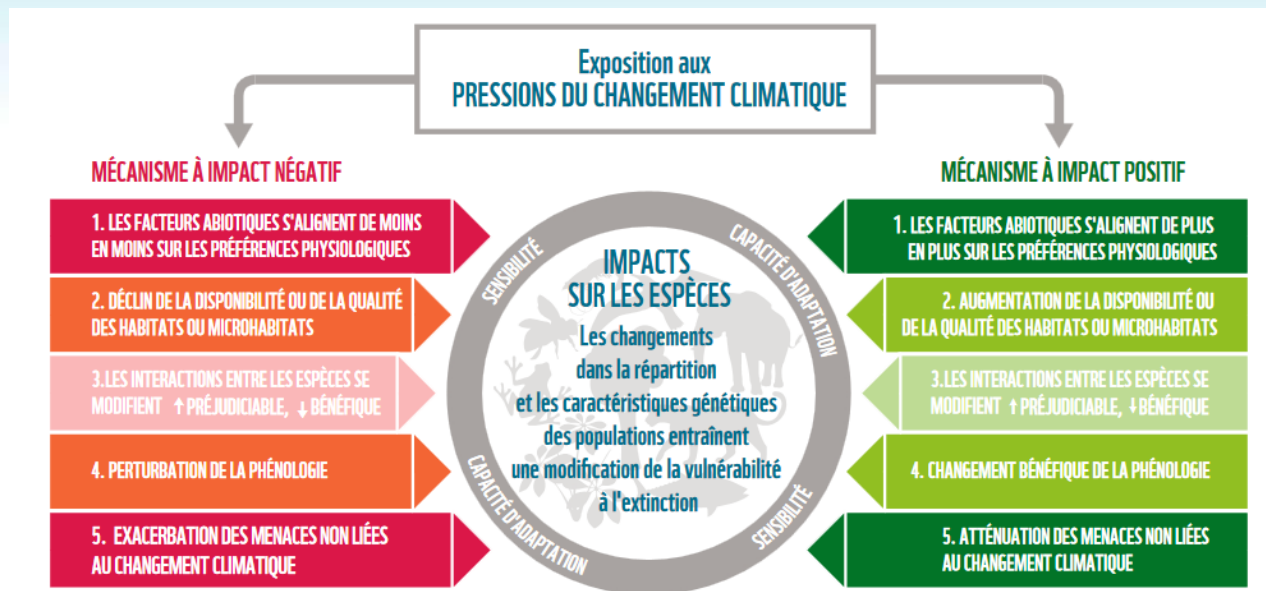 Exposition aux
PRESSIONS DU CHANGEMENT CLIMATIQUE
MÉCANISME À IMPACT NÉGATIF
1. LES FACTEURS ABIOTIQUES S'ALIGNENT DE MOINS
EN MOINS SUR LES PRÉFÉRENCES PHYSIOLOGIQUES
2. DÉCLIN DE LA DISPONIBILITÉ OU DE LA QUALITÉ
DES HABITATS OU MICROHABITATS
3.LES INTERACTIONS ENTRE LES ESPÈCES SE
MODIFIENT ↑ PRÉJUDICIABLE, ↓ BÉNÉFIQUE
4. PERTURBATION DE LA PHÉNOLOGIE
5. EXACERBATION DES MENACES NON LIÉES
AU CHANGEMENT CLIMATIQUE
SENSIBILITÉ
CAPACITÉ D'ADAPTATION
IMPACTS
SUR LES ESPÈCES
Les changements
dans la répartition
et les caractéristiques génétiques
des populations entraînent
une modification de la vulnérabilité
à l'extinction
CAPACITÉ D'ADAPTATION
SENSIBILITÉ
MÉCANISME À IMPACT POSITIF
1. LES FACTEURS ABIOTIQUES S'ALIGNENT DE PLUS
EN PLUS SUR LES PRÉFÉRENCES PHYSIOLOGIQUES
2. AUGMENTATION DE LA DISPONIBILITÉ OU
DE LA QUALITÉ DES HABITATS OU MICROHABITATS
3.LES INTERACTIONS ENTRE LES ESPÈCES SE
MODIFIENT ↑ PRÉJUDICIABLE, ↓ BÉNÉFIQUE
4. CHANGEMENT BÉNÉFIQUE DE LA PHÉNOLOGIE
5. ATTÉNUATION DES MENACES NON LIÉES
AU CHANGEMENT CLIMATIQUE